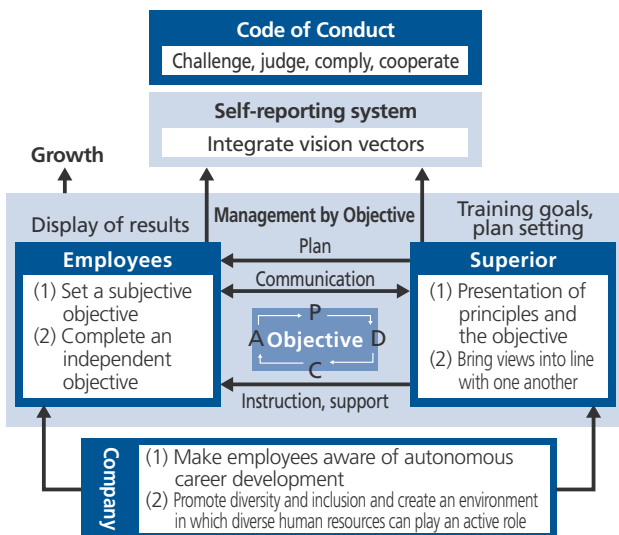 Code of Conduct
Challenge, judge, comply, cooperate
Self-reporting system
Integrate vision vectors
Growth
Display of results
Management by Objective
Training goals,
plan setting
Employees
(1) Set a subjective
objective
(2) Complete an
independent
objective
Plan
Communication
P
A Objective D
C
Instruction, support
Superior
(1) Presentation of
principles and
the objective
(2) Bring views into line
with one another
Company
(1) Make employees aware of autonomous
career development
(2) Promote diversity and inclusion and create an environment
in which diverse human resources can play an active role